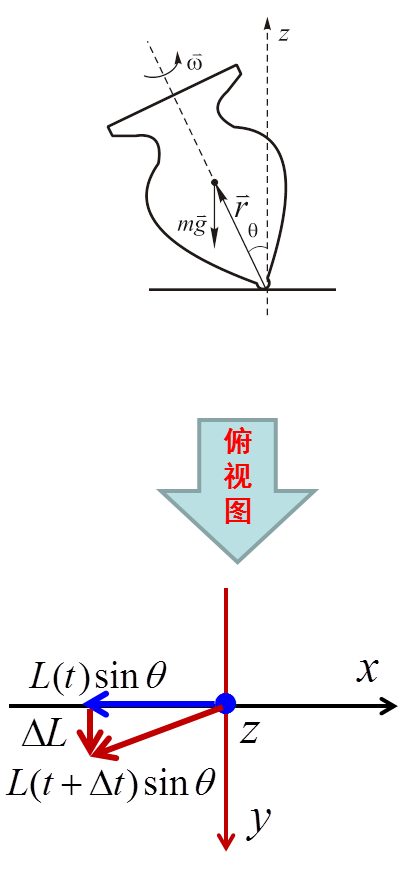 z
ω⃗
r⃗
θ
mg⃗
俯
视
图
L(t)sin θ
x
ΔL
z
L(t + Δt)sin θ
y